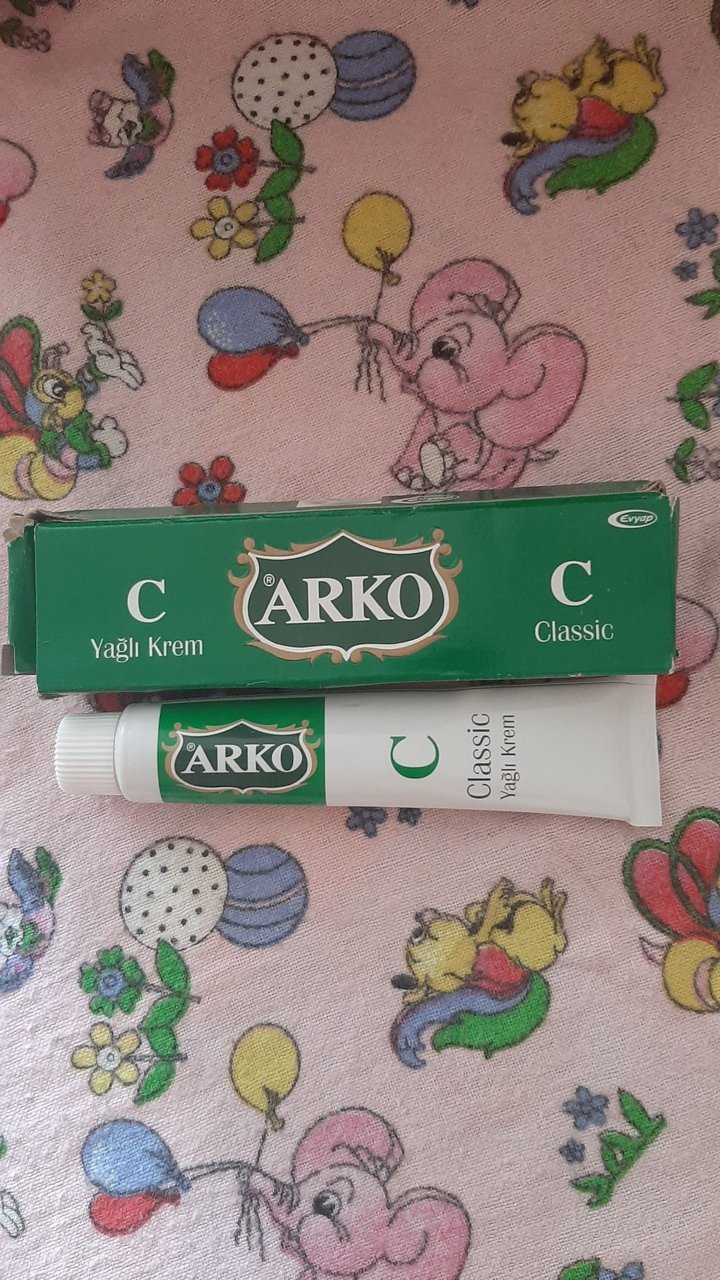 Evyap
C
Yağlı Krem
®ARKO
C
Classic
®ARKO
C
Classic
Yağlı Krem